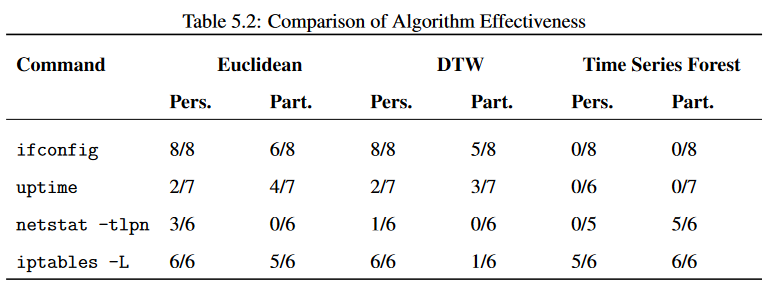 Table 5.2: Comparison of Algorithm Effectiveness
Command Euclidean DTW Time Series Forest
Pers. Part. Pers. Part. Pers. Part.
ifconfig 8/8 6/8 8/8 5/8 0/8 0/8
uptime 2/7 4/7 2/7 3/7 0/6 0/7
netstat -tlpn 3/6 0/6 1/6 0/6 0/5 5/6
iptables -L 6/6 5/6 6/6 1/6 5/6 6/6